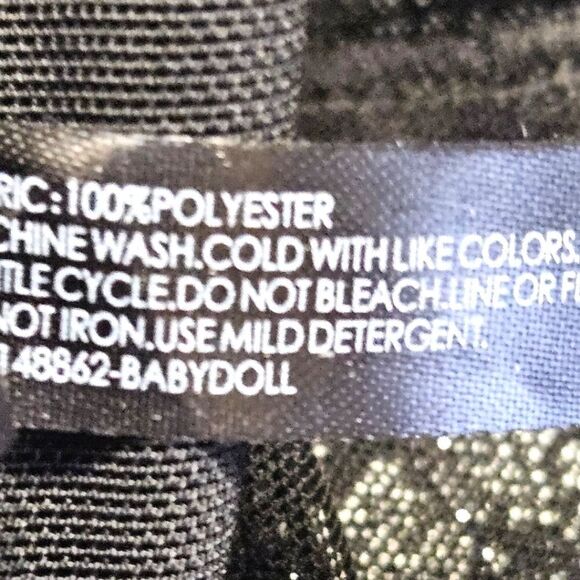 RIC:100%POLYESTER
CHINE WASH.COLD WITH LIKE COLORS.
TLE CYCLE.DO NOT BLEACH.LINE OR F
NOT IRON.USE MILD DETERGENT.
148862-BABYDOLL